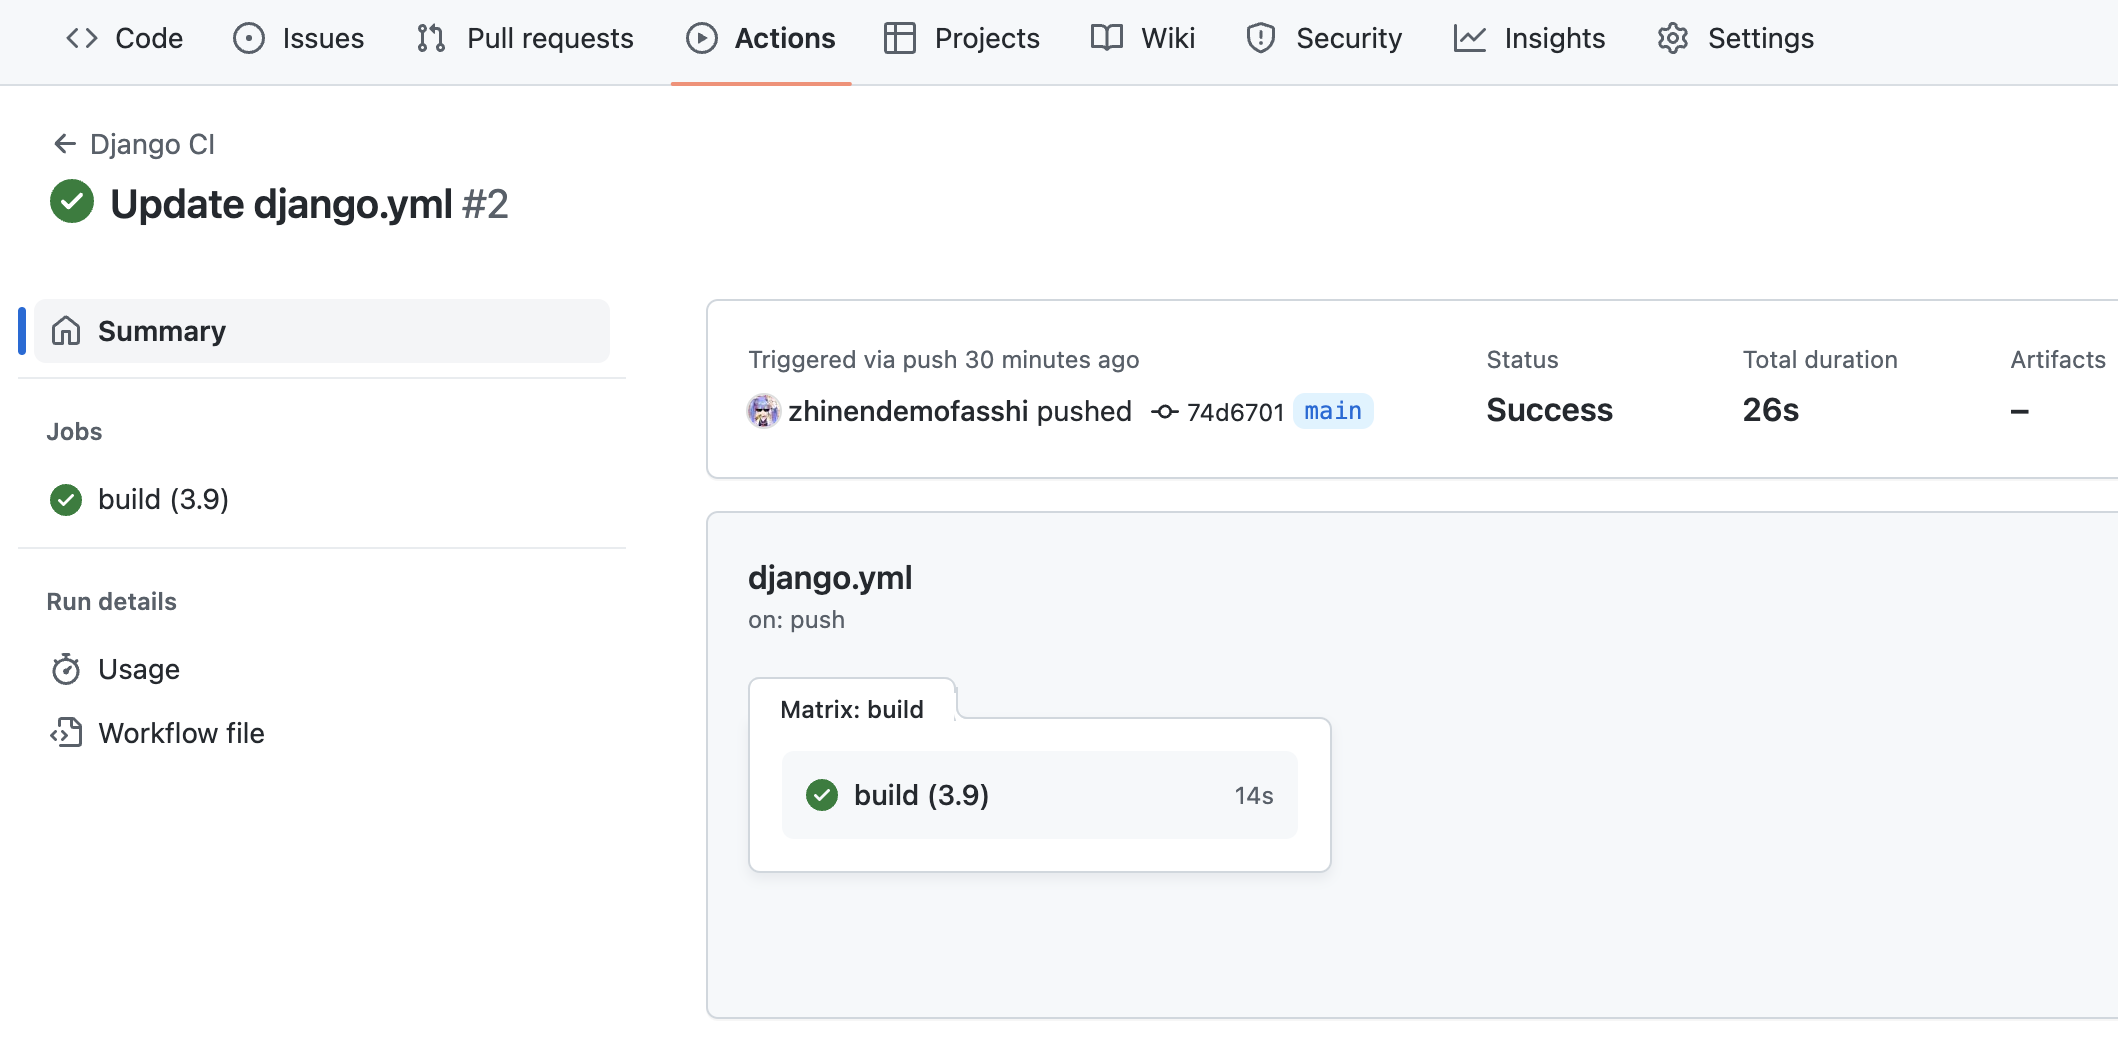 Code Issues Pull requests Actions Projects Wiki Security Insights Settings
Django CI
Update django.yml #2
Summary
Jobs
build (3.9)
Run details
Usage
Workflow file
Triggered via push 30 minutes ago
zhinendemofasshi pushed 74d6701 main
Status
Success
Total duration
26s
Artifacts
–
django.yml
on: push
Matrix: build
build (3.9) 14s